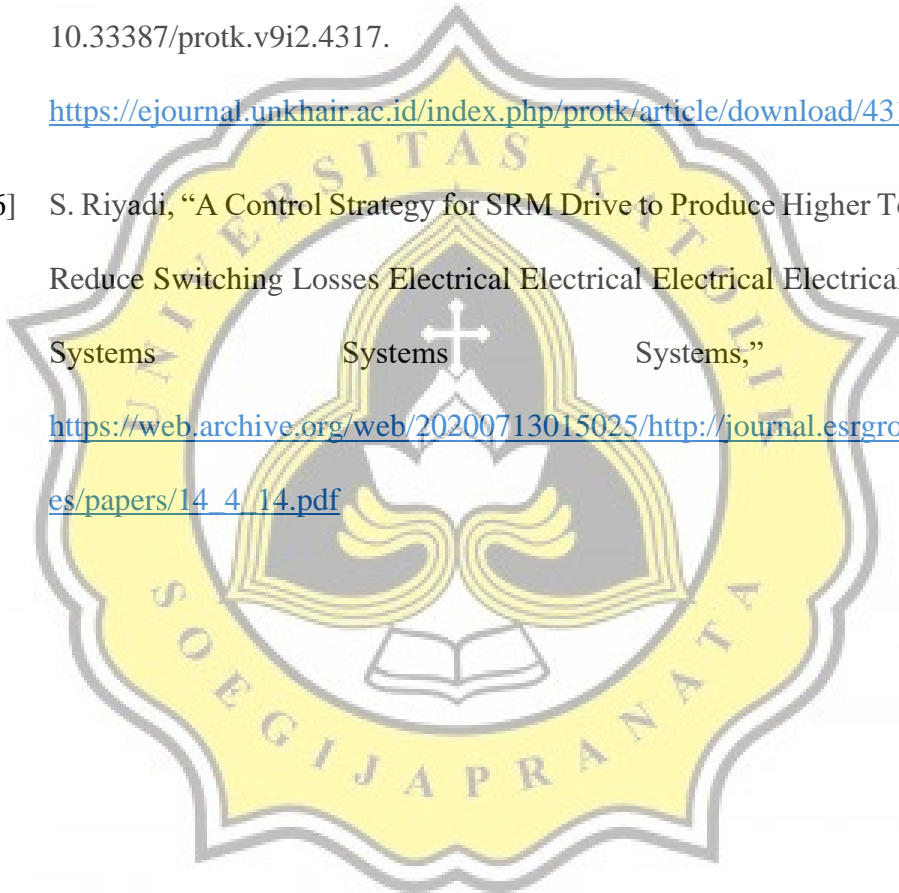 10.33387/protk.v9i2.4317.
https://ejournal.unkhair.ac.id/index.php/protk/article/download/43
] S. Riyadi, “A Control Strategy for SRM Drive to Produce Higher T
Reduce Switching Losses Electrical Electrical Electrical Electrical
Systems Systems Systems,”
https://web.archive.org/web/20200713015025/http://journal.esrgro
es/papers/14_4_14.pdf
UNIVERSITAS KATOLIK
SOEGIJAPRANATA